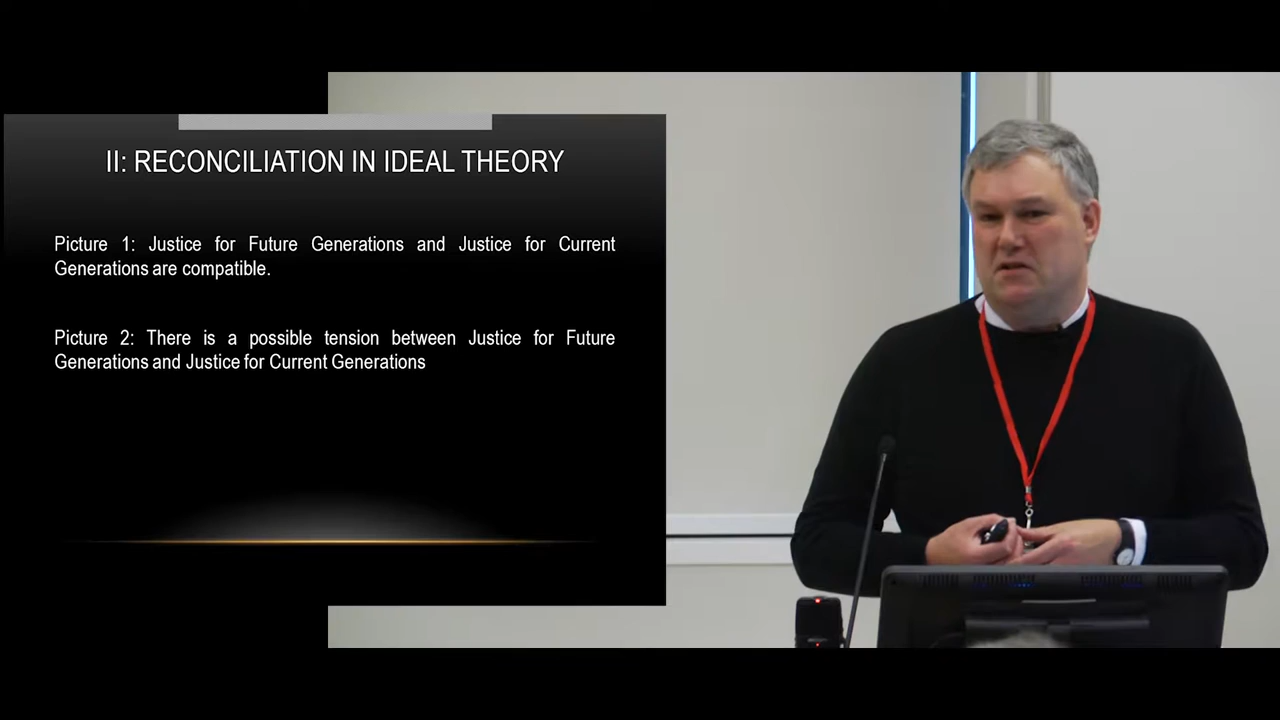 II: RECONCILIATION IN IDEAL THEORY
Picture 1: Justice for Future Generations and Justice for Current
Generations are compatible.
Picture 2: There is a possible tension between Justice for Future
Generations and Justice for Current Generations